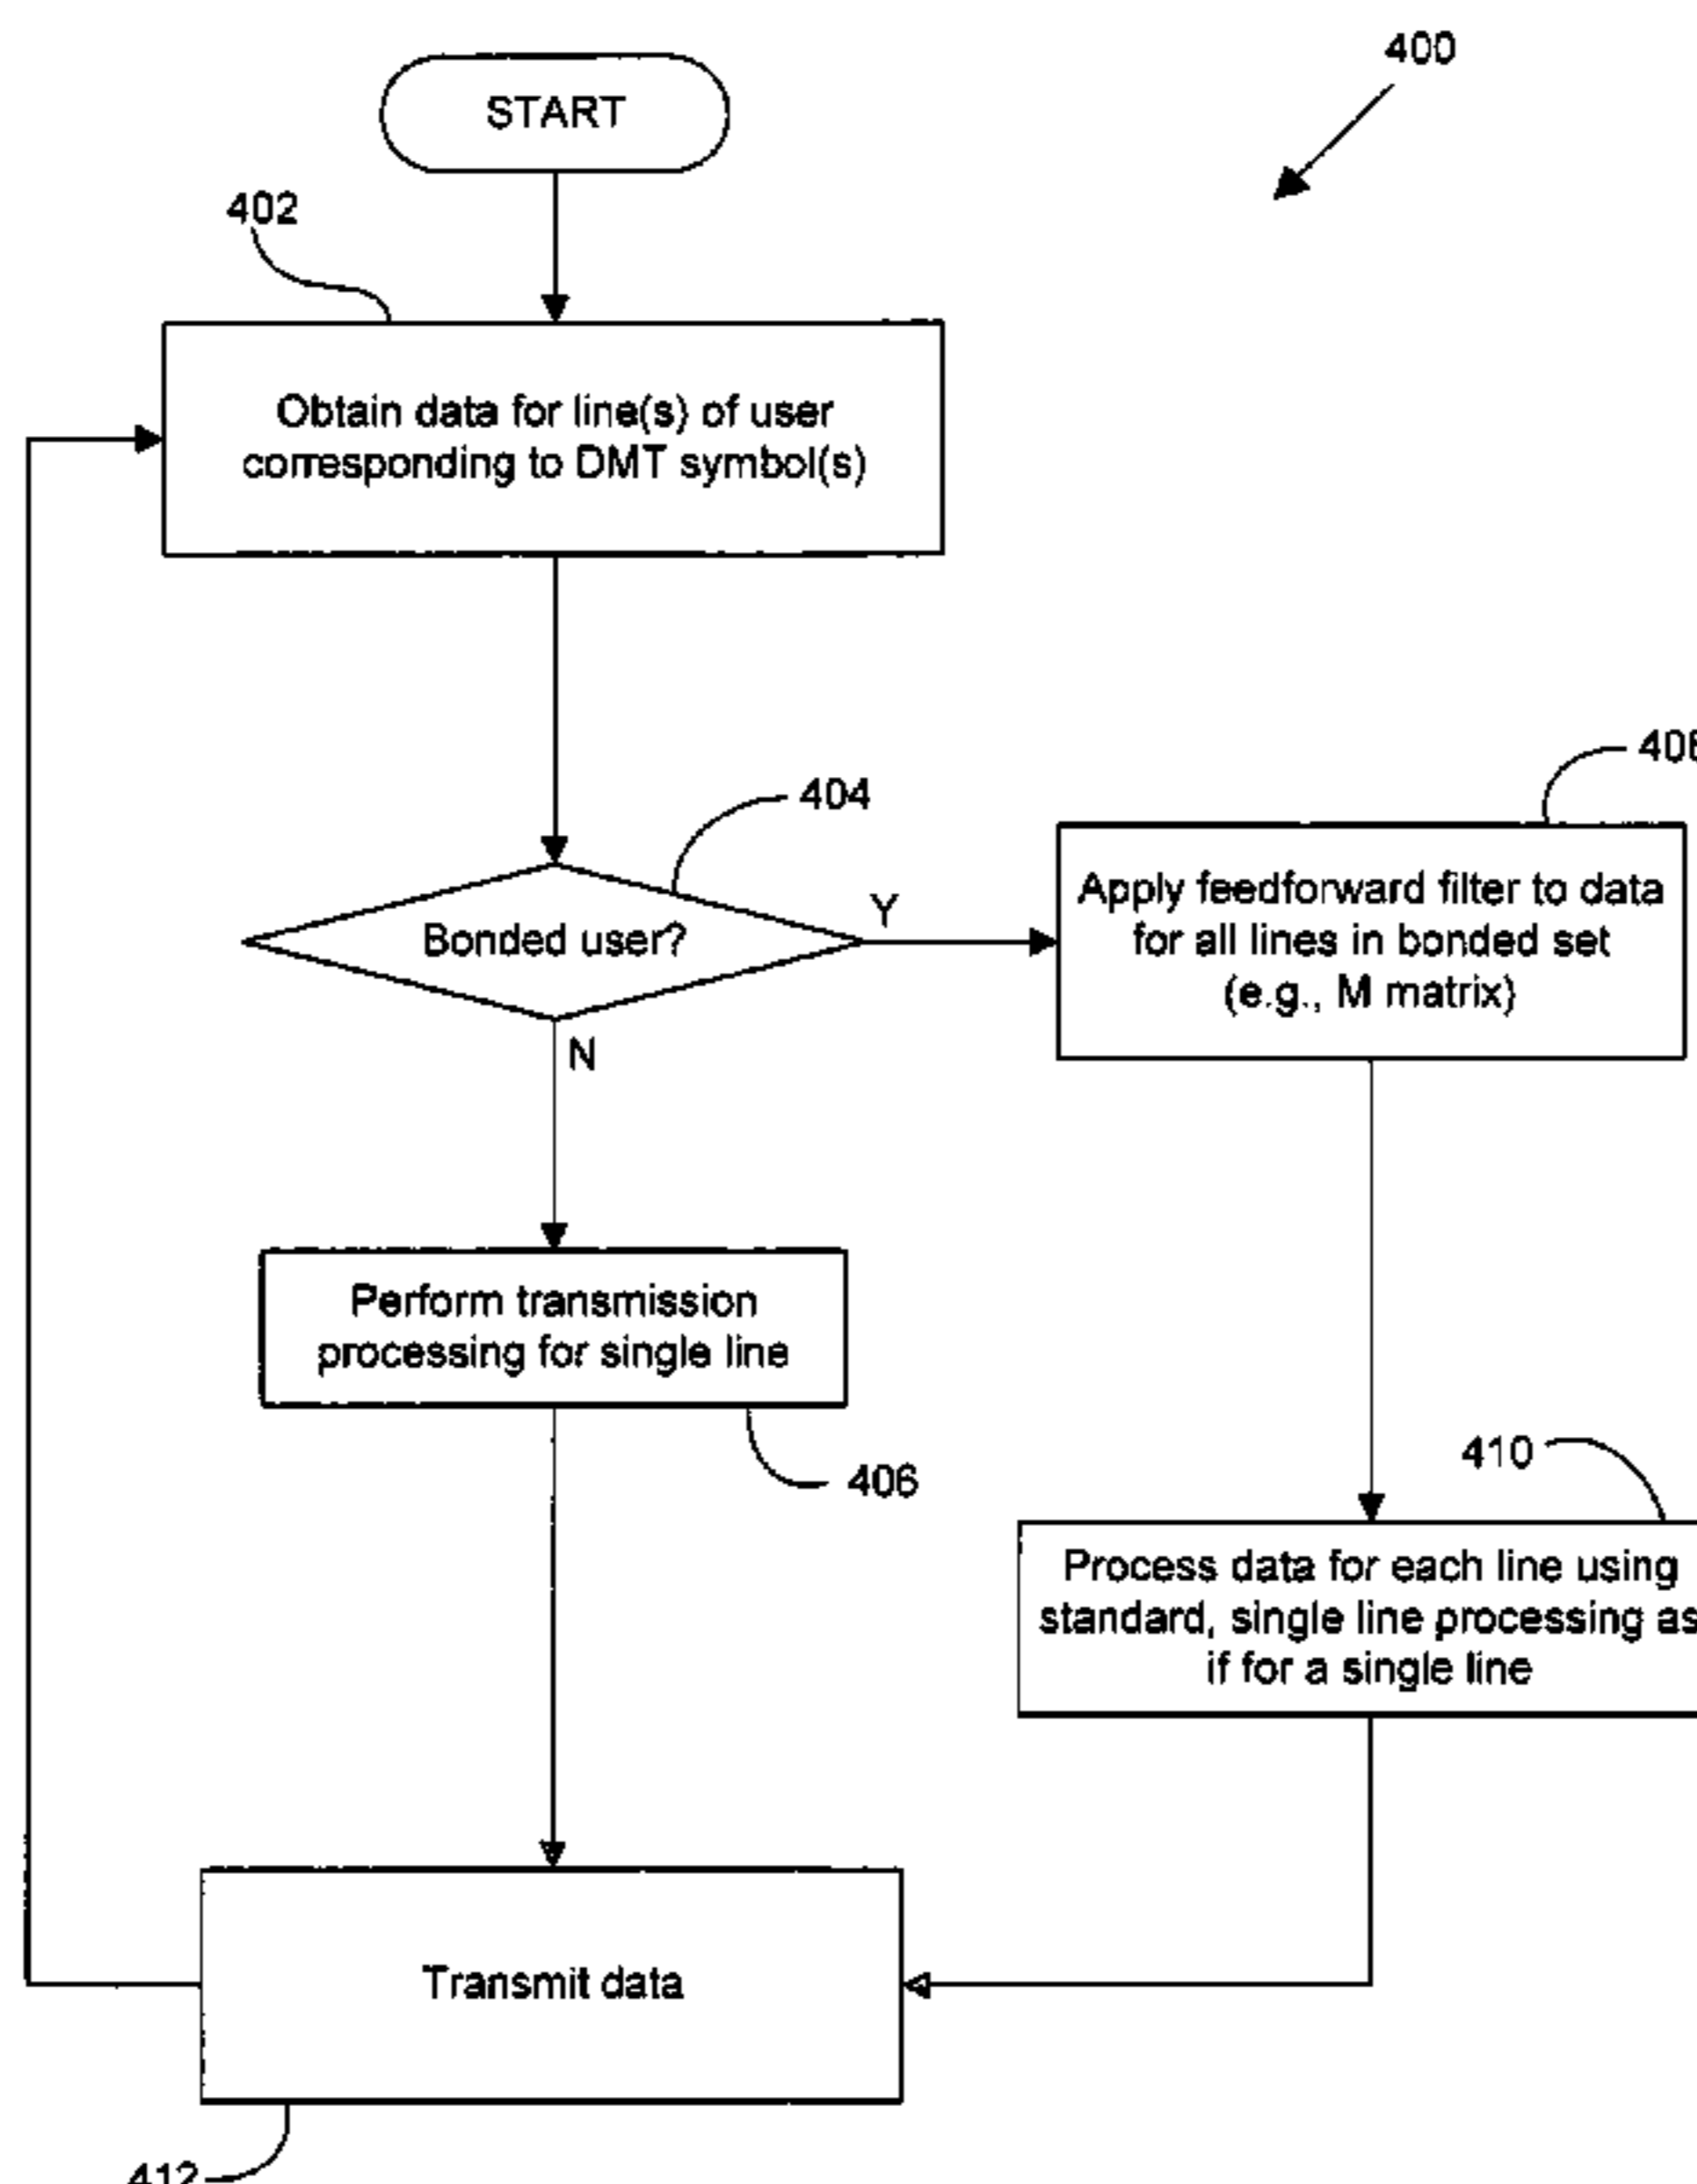 400
START
402
Obtain data for line(s) of user
corresponding to DMT symbol(s)
404
Bonded user?
Y
N
Apply feedforward filter to data
for all lines in bonded set
(e.g., M matrix)
Perform transmission
processing for single line
406
410
Process data for each line using
standard, single line processing as
if for a single line
Transmit data
412